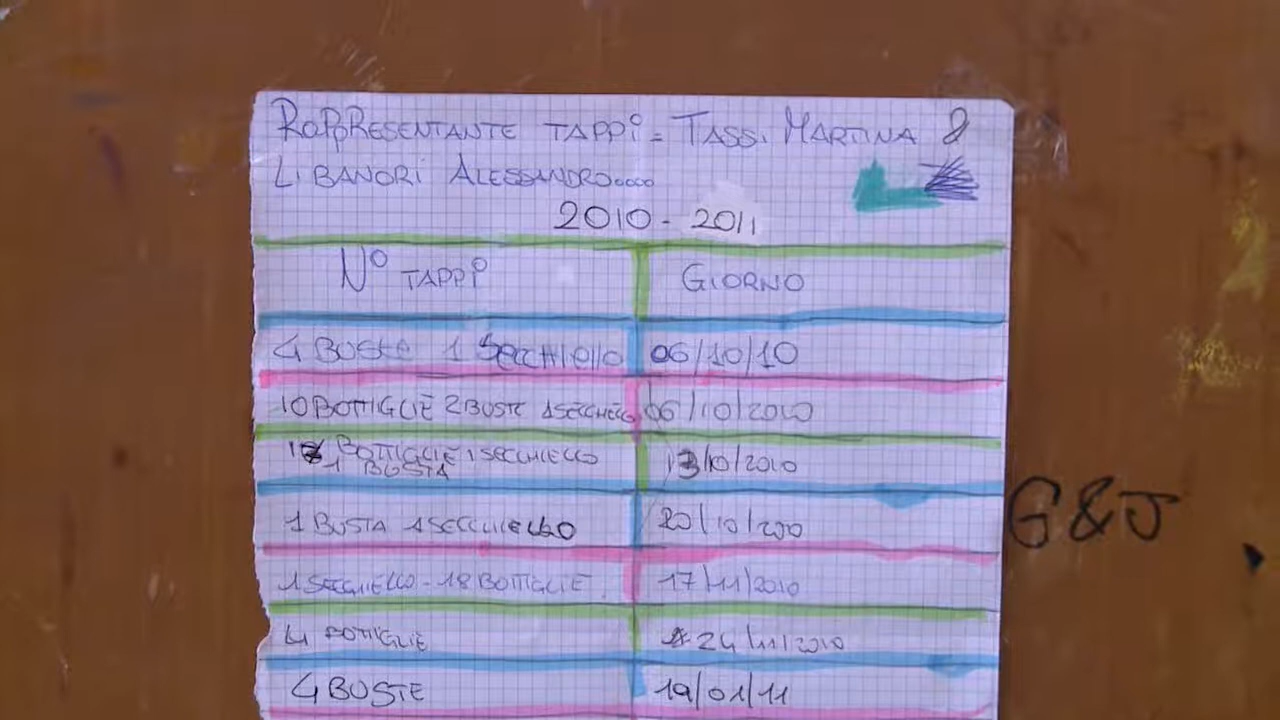 RAPPRESENTANTE TAPPI = TASSI MARTINA
LIBANORI ALESSANDRO....
2010 - 2011
N° TAPPI GIORNO
4 BUSTE 1 SECCHIELLO 06/10/10
10 BOTTIGLIE 2 BUSTE 1 SECCHIELLO 06/10/2010
BOTTIGLIE 1 SECCHIELLO 13/10/2010
1 BUSTA
1 BUSTA 1 SECCHIELLO 20/10/200
G&J
1 SECCHIELLO - 18 BOTTIGLIE 17/11/2010
4 BOTTIGLIE 24/11/2010
4 BUSTE 19/01/11